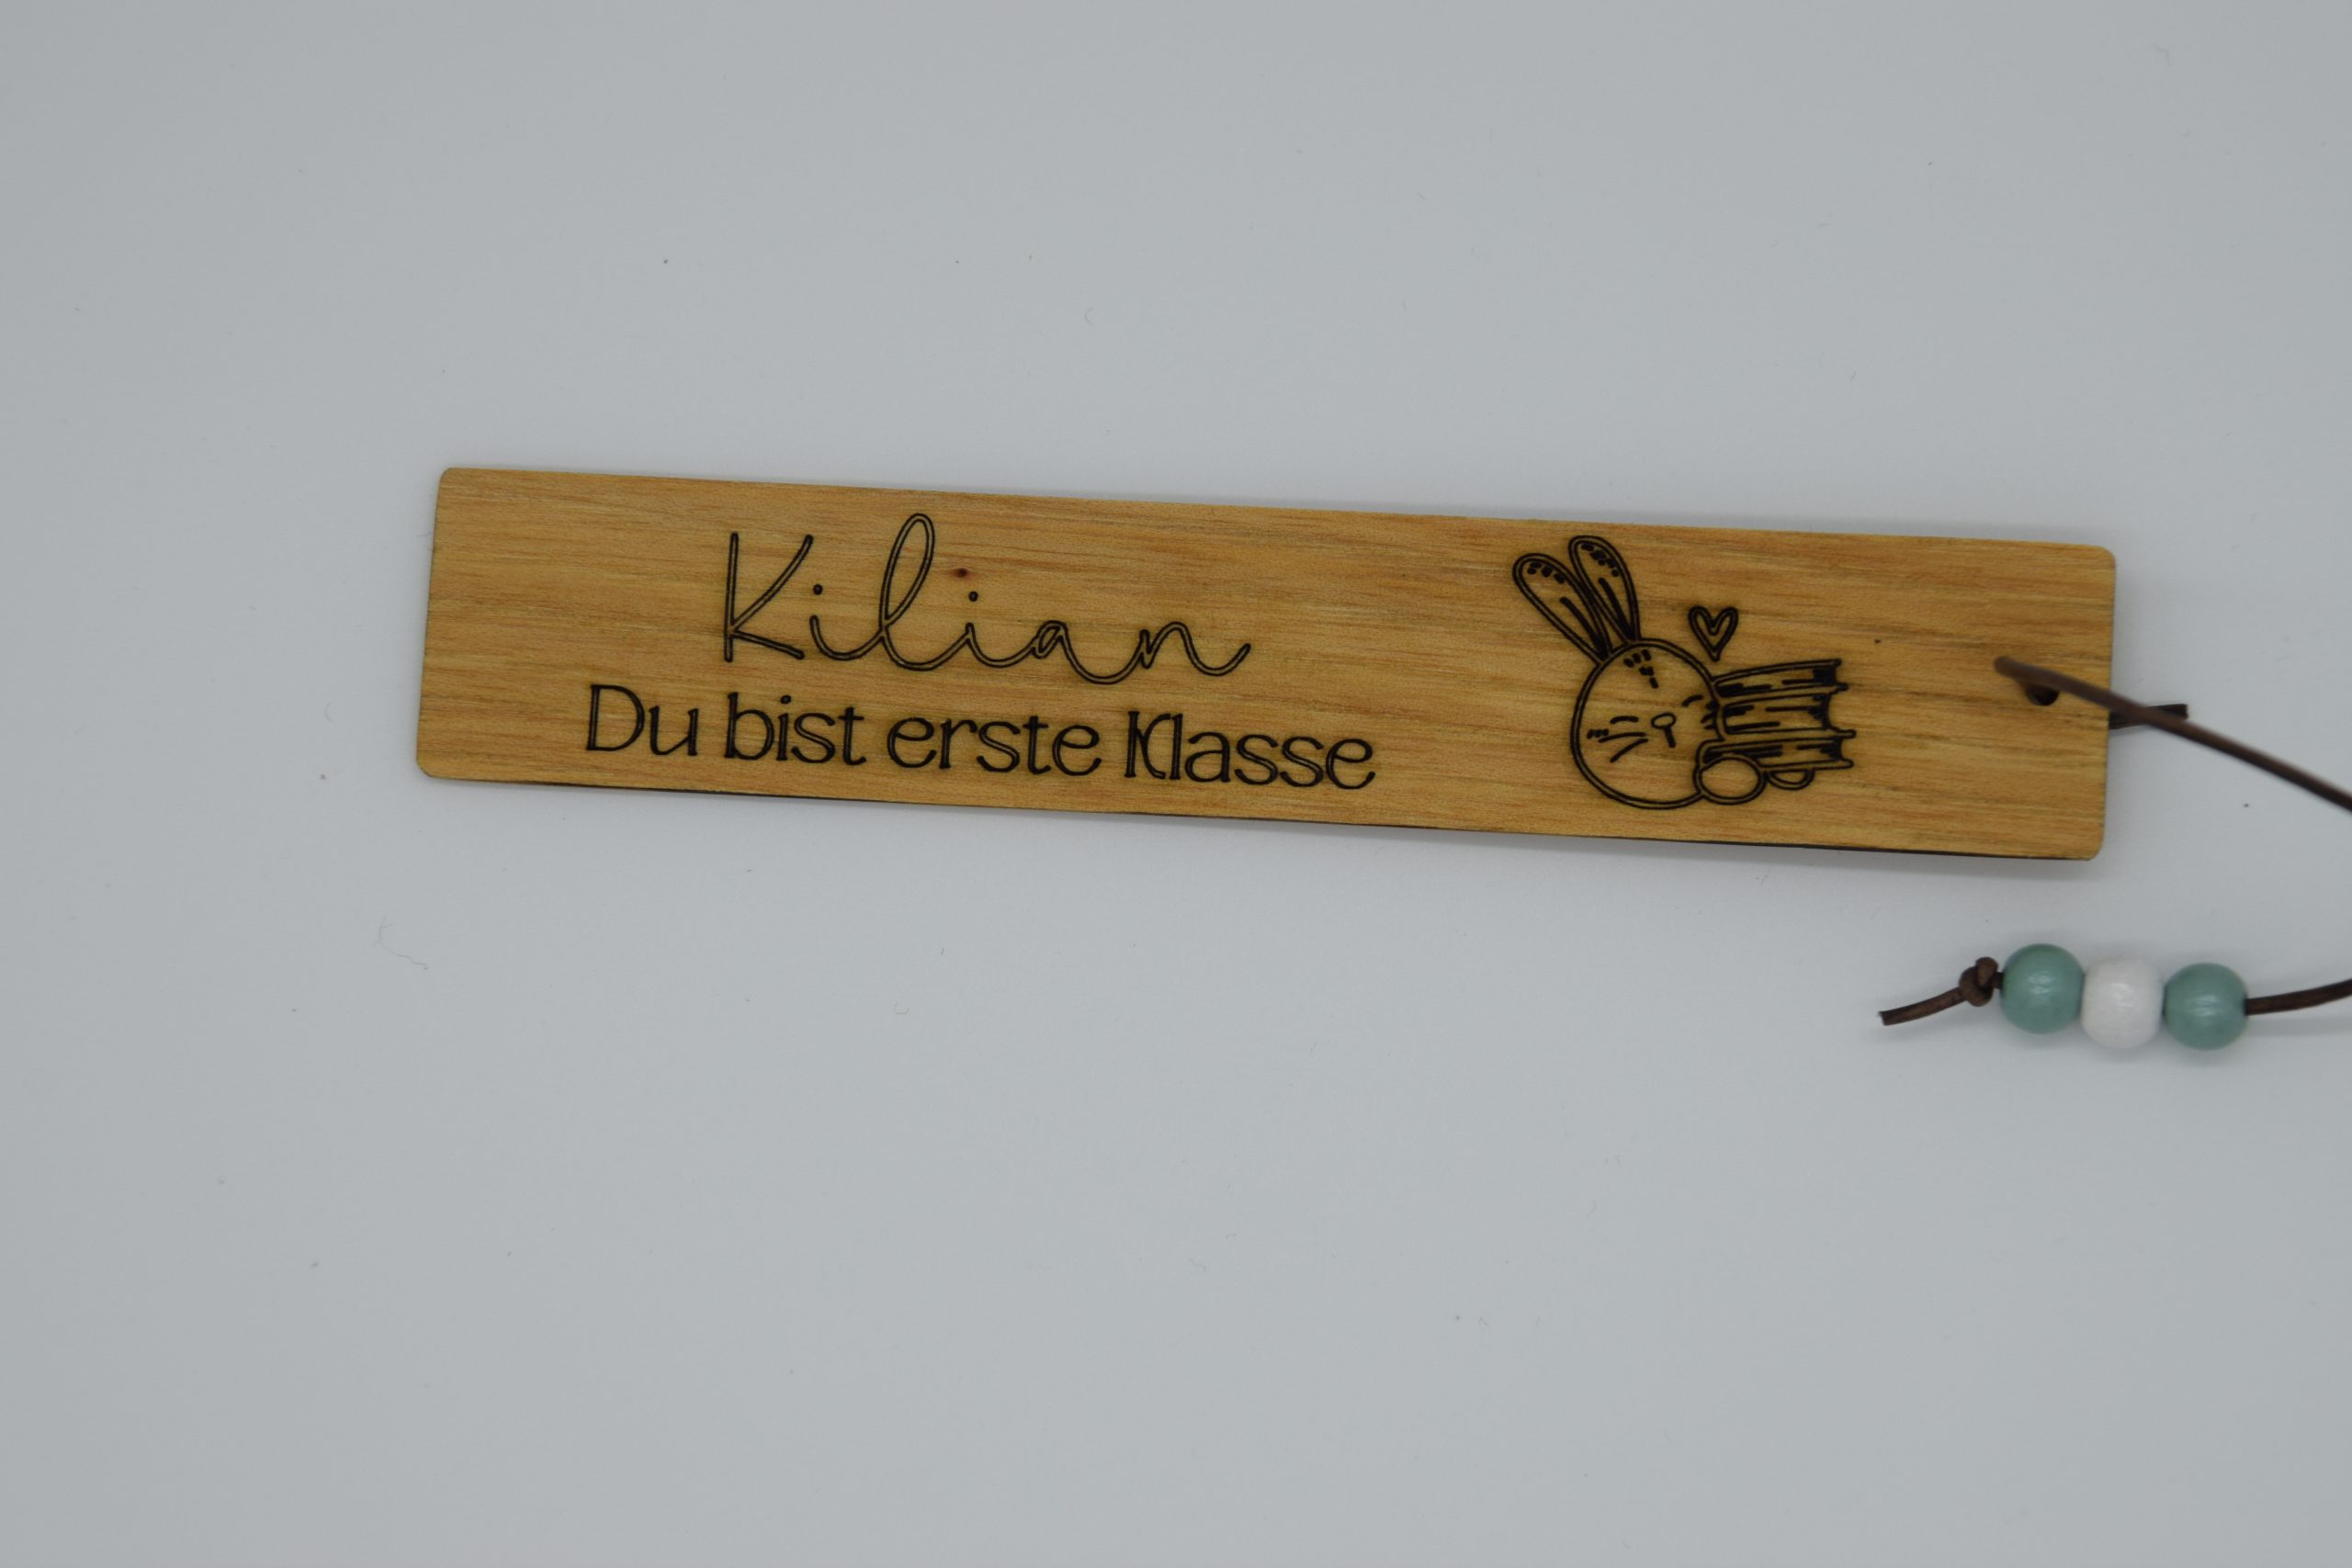 Kilian
Du bist erste Klasse